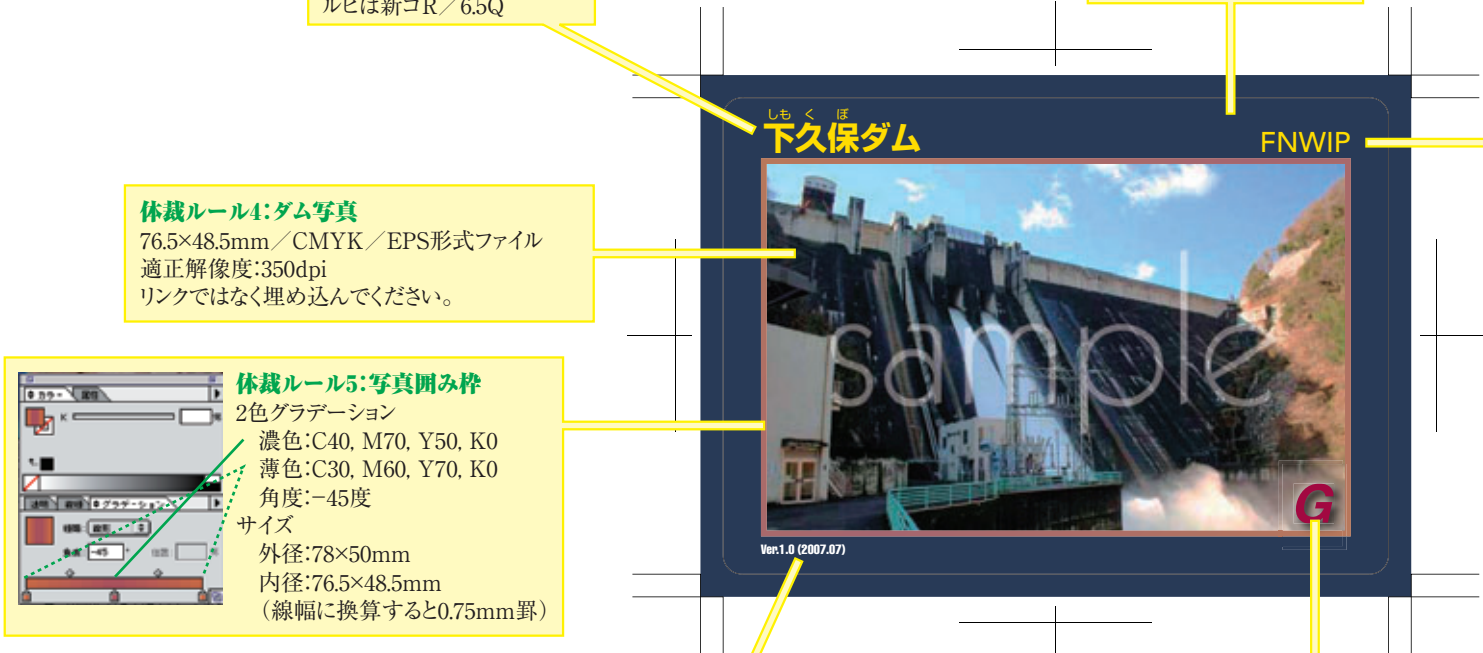 ルビは新ゴR／6.5Q
しも く ぼ
下久保ダム
FNWIP
体裁ルール4：ダム写真
76.5×48.5mm／CMYK／EPS形式ファイル
適正解像度：350dpi
リンクではなく埋め込んでください。
sample
体裁ルール5：写真囲み枠
2色グラデーション
濃色：C40, M70, Y50, K0
薄色：C30, M60, Y70, K0
角度：−45度
サイズ
外径：78×50mm
内径：76.5×48.5mm
（線幅に換算すると0.75mm罫）
カラー
K
%
グラデーション
-45
G
Ver.1.0 (2007.07)